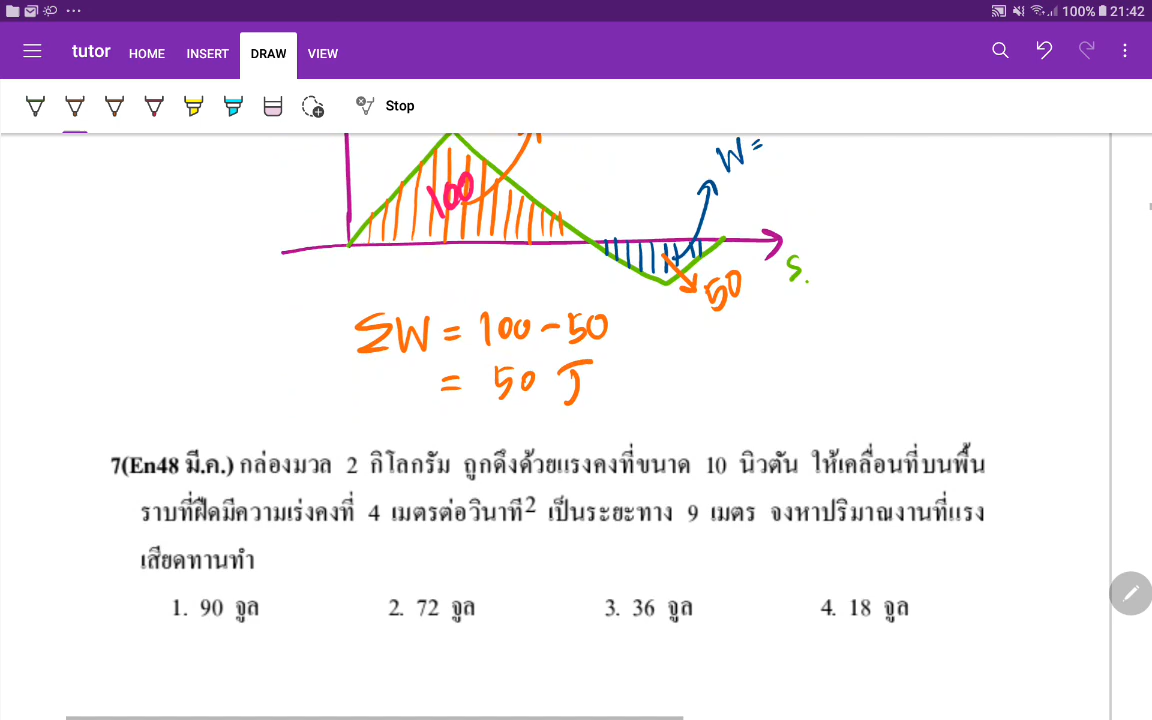 100% 21:42
tutor HOME INSERT DRAW VIEW
Stop
W =
100
S.
50
ΣW = 100 - 50
= 50 J
7(En48 มี.ค.) กล่องมวล 2 กิโลกรัม ถูกดึงด้วยแรงคงที่ขนาด 10 นิวตัน ให้เคลื่อนที่บนพื้น
ราบที่ฝืดมีความเร่งคงที่ 4 เมตรต่อวินาที² เป็นระยะทาง 9 เมตร จงหาปริมาณงานที่แรง
เสียดทานทำ
1. 90 จูล 2. 72 จูล 3. 36 จูล 4. 18 จูล